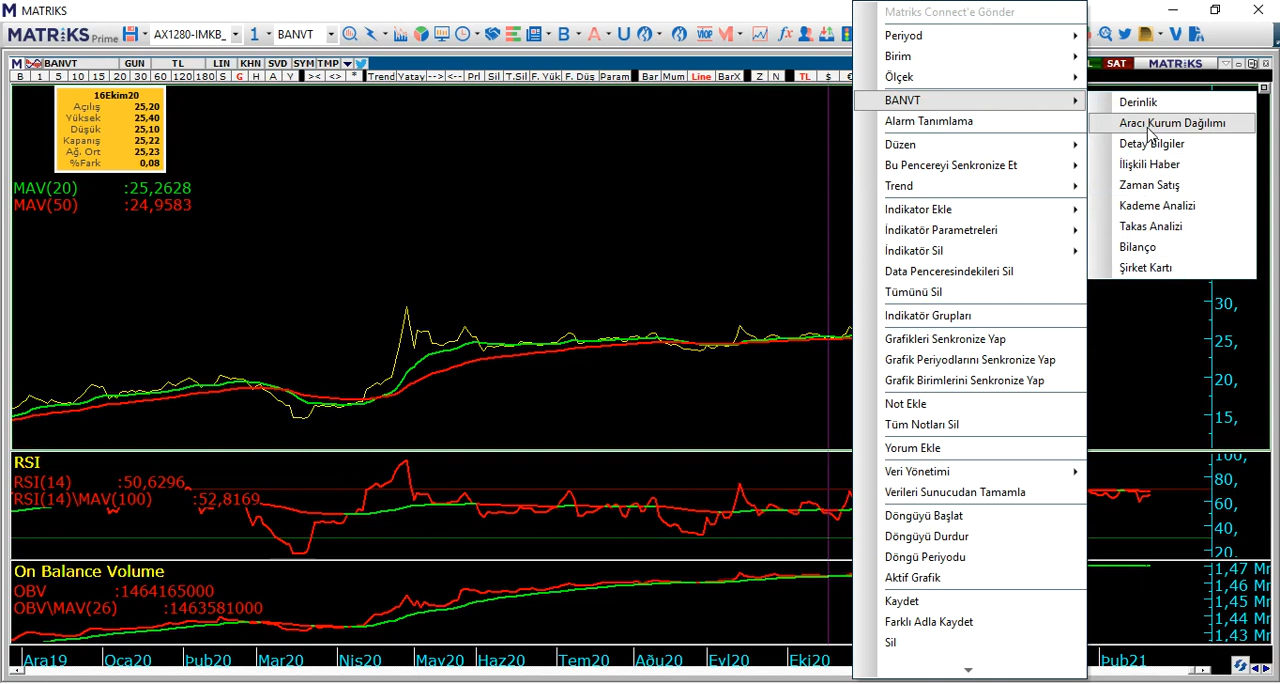 MATRIKS
MATRIKS Prime AX1280-IMKB_ 1 BANVT
BANVT GUN TL LIN KHN SVD SYM TMP
SAT MATRIKS
B 1 5 10 15 20 30 60 120 180 S G H A Y >< <> * Trend Yatay --> <-- Prl Sil T.Sil F. Yük F. Düş Param Bar Mum Line BarX Z N TL $ €
16Ekim20
Açılış 25,20
Yüksek 25,40
Düşük 25,10
Kapanış 25,22
Ağ. Ort 25,23
%Fark 0,08
MAV(20) :25,2628
MAV(50) :24,9583
Matriks Connect'e Gönder
Periyod
Birim
Ölçek
BANVT
Alarm Tanımlama
Düzen
Bu Pencereyi Senkronize Et
Trend
Indikator Ekle
İndikatör Parametreleri
İndikatör Sil
Data Penceresindekileri Sil
Tümünü Sil
Indikatör Grupları
Grafikleri Senkronize Yap
Grafik Periyodlarını Senkronize Yap
Grafik Birimlerini Senkronize Yap
Not Ekle
Tüm Notları Sil
Yorum Ekle
Veri Yönetimi
Verileri Sunucudan Tamamla
Döngüyü Başlat
Döngüyü Durdur
Döngü Periyodu
Aktif Grafik
Kaydet
Farklı Adla Kaydet
Sil
Derinlik
Aracı Kurum Dağılımı
Detay Bilgiler
İlişkili Haber
Zaman Satış
Kademe Analizi
Takas Analizi
Bilanço
Şirket Kartı
30,
25,
20,
15,
RSI
RSI(14) :50,6296
RSI(14)\MAV(100) :52,8169
100,
80,
60,
40,
20,
On Balance Volume
OBV :1464165000
OBV\MAV(26) :1463581000
1,47 Mr
1,46 Mr
1,45 Mr
1,44 Mr
1,43 Mr
Ara19 Oca20 Þub20 Mar20 Nis20 May20 Haz20 Tem20 Aðu20 Eyl20 Eki20 Þub21